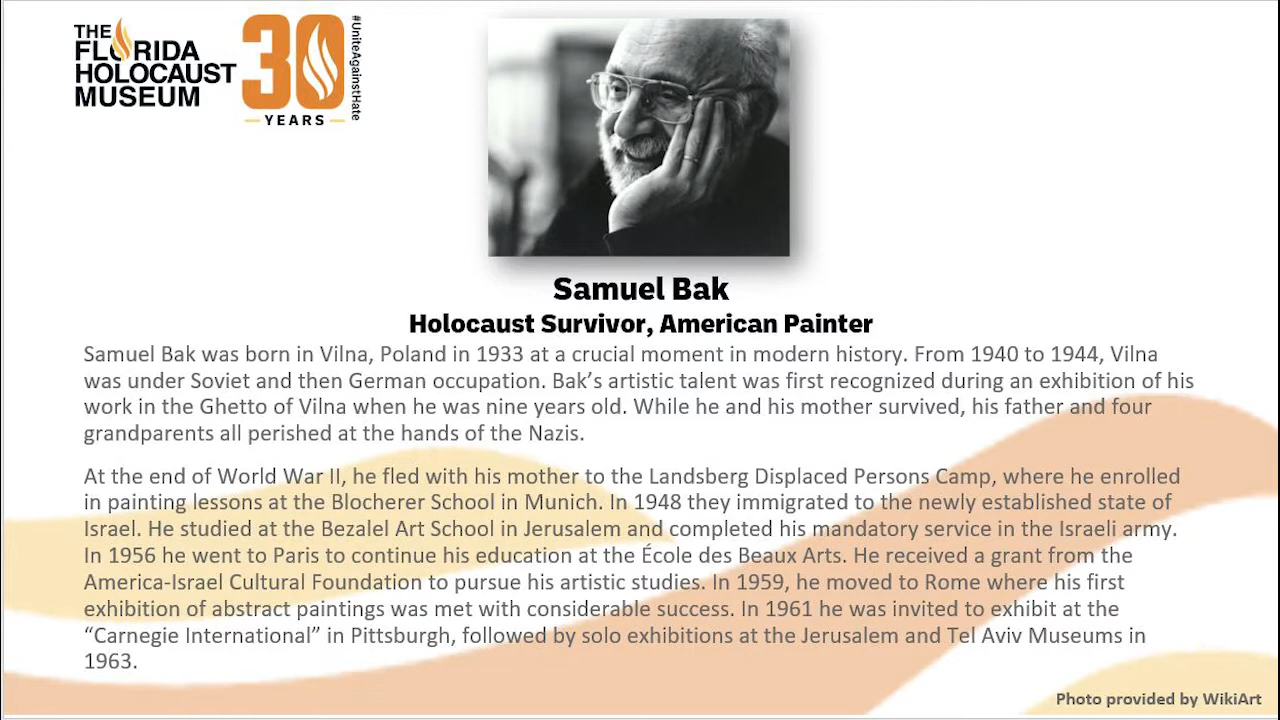 THE
FLORIDA
HOLOCAUST
MUSEUM
30
YEARS
#UniteAgainstHate
Samuel Bak
Holocaust Survivor, American Painter
Samuel Bak was born in Vilna, Poland in 1933 at a crucial moment in modern history. From 1940 to 1944, Vilna
was under Soviet and then German occupation. Bak’s artistic talent was first recognized during an exhibition of his
work in the Ghetto of Vilna when he was nine years old. While he and his mother survived, his father and four
grandparents all perished at the hands of the Nazis.
At the end of World War II, he fled with his mother to the Landsberg Displaced Persons Camp, where he enrolled
in painting lessons at the Blocherer School in Munich. In 1948 they immigrated to the newly established state of
Israel. He studied at the Bezalel Art School in Jerusalem and completed his mandatory service in the Israeli army.
In 1956 he went to Paris to continue his education at the École des Beaux Arts. He received a grant from the
America-Israel Cultural Foundation to pursue his artistic studies. In 1959, he moved to Rome where his first
exhibition of abstract paintings was met with considerable success. In 1961 he was invited to exhibit at the
“Carnegie International” in Pittsburgh, followed by solo exhibitions at the Jerusalem and Tel Aviv Museums in
1963.
Photo provided by WikiArt